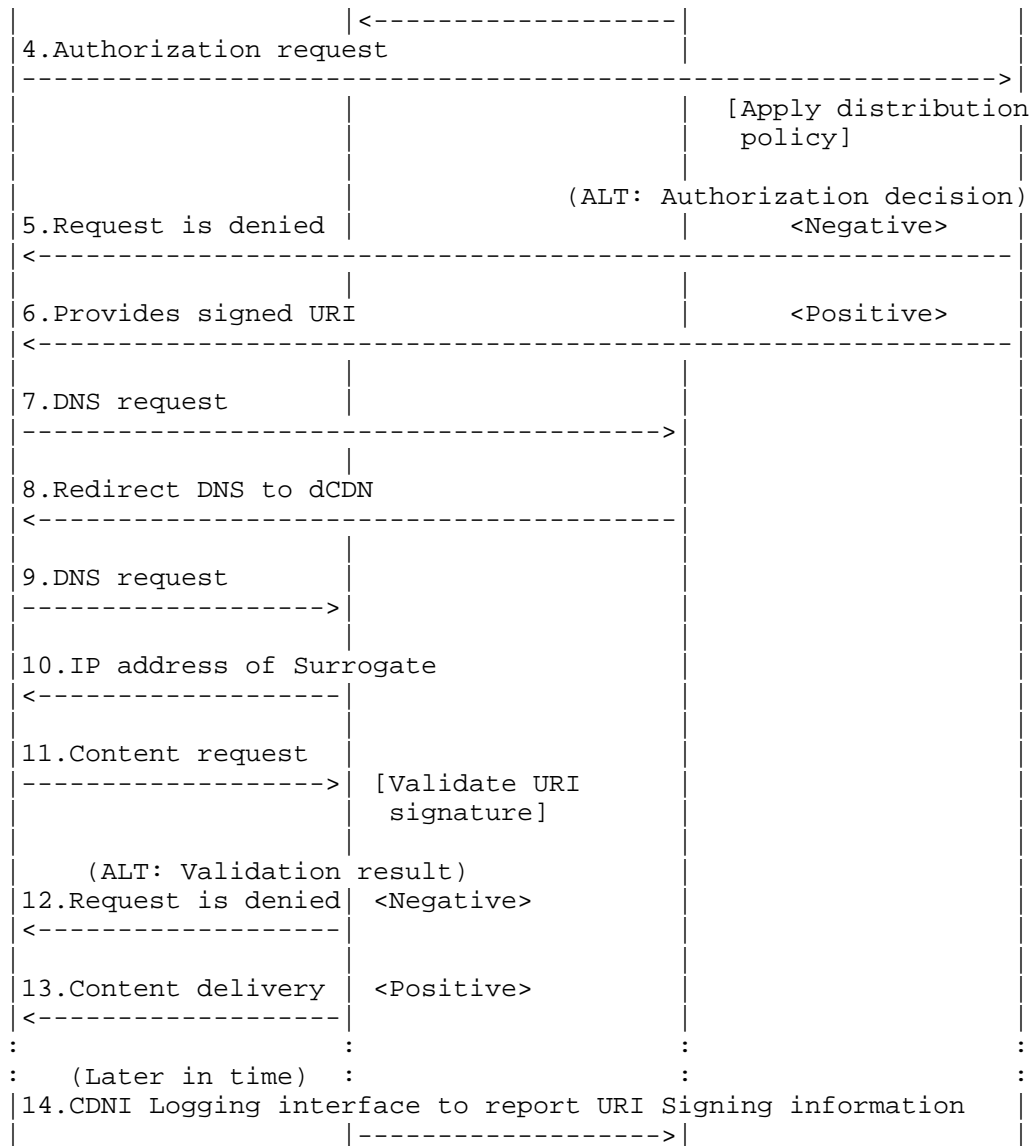 4.Authorization request
[Apply distribution
policy]
(ALT: Authorization decision)
5.Request is denied <Negative>
6.Provides signed URI <Positive>
7.DNS request
8.Redirect DNS to dCDN
9.DNS request
10.IP address of Surrogate
11.Content request
[Validate URI
signature]
(ALT: Validation result)
12.Request is denied <Negative>
13.Content delivery <Positive>
(Later in time)
14.CDNI Logging interface to report URI Signing information